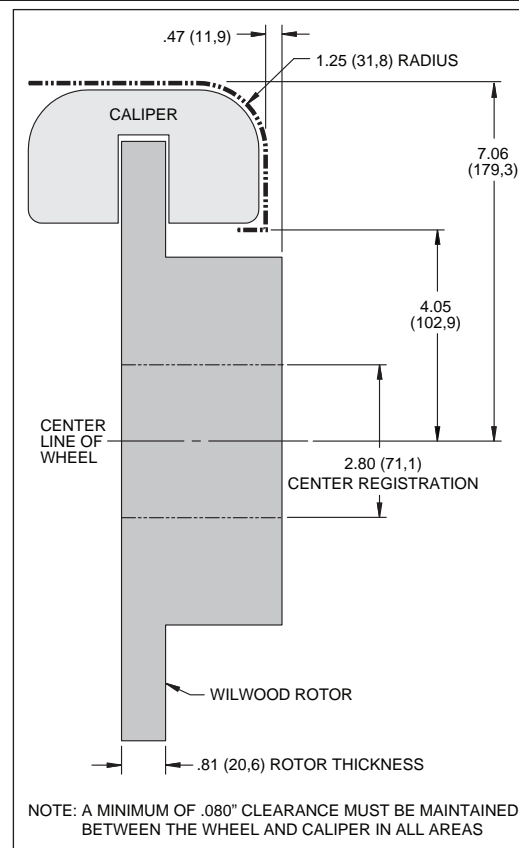 .47 (11,9)
1.25 (31,8) RADIUS
CALIPER
7.06
(179,3)
4.05
(102,9)
CENTER
LINE OF
WHEEL
2.80 (71,1)
CENTER REGISTRATION
WILWOOD ROTOR
.81 (20,6) ROTOR THICKNESS
NOTE: A MINIMUM OF .080" CLEARANCE MUST BE MAINTAINED
BETWEEN THE WHEEL AND CALIPER IN ALL AREAS